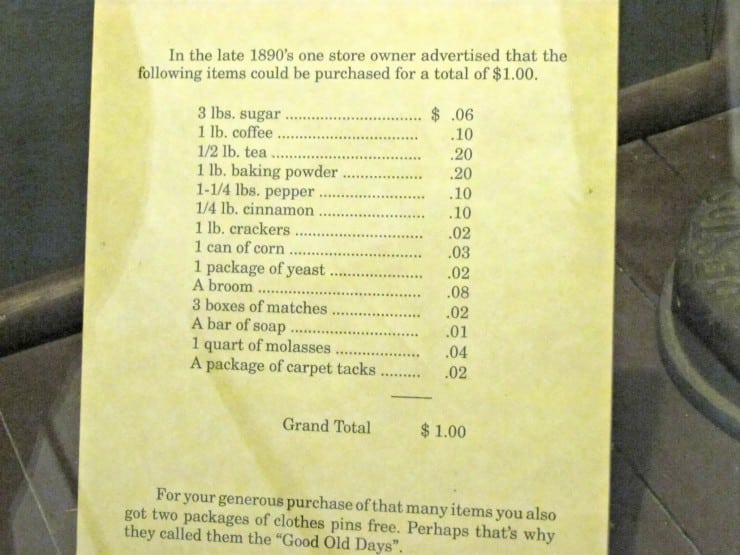 In the late 1890's one store owner advertised that the
following items could be purchased for a total of $1.00.
3 lbs. sugar .............................. $ .06
1 lb. coffee ............................... .10
1/2 lb. tea ................................. .20
1 lb. baking powder ................. .20
1-1/4 lbs. pepper ...................... .10
1/4 lb. cinnamon ...................... .10
1 lb. crackers ........................... .02
1 can of corn ............................ .03
1 package of yeast .................... .02
A broom ................................... .08
3 boxes of matches ................... .02
A bar of soap ............................ .01
1 quart of molasses .................. .04
A package of carpet tacks ......... .02
Grand Total $ 1.00
For your generous purchase of that many items you also
got two packages of clothes pins free. Perhaps that's why
they called them the "Good Old Days".